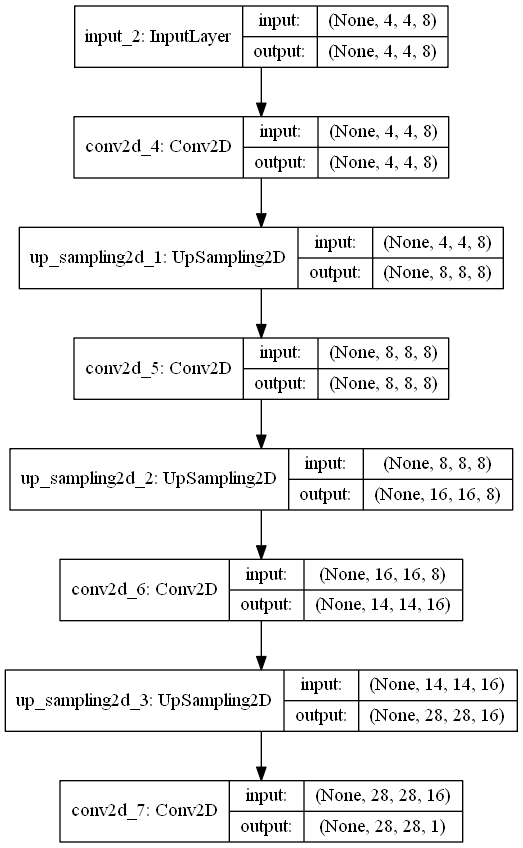 input_2: InputLayer
input: (None, 4, 4, 8)
output: (None, 4, 4, 8)
conv2d_4: Conv2D
input: (None, 4, 4, 8)
output: (None, 4, 4, 8)
up_sampling2d_1: UpSampling2D
input: (None, 4, 4, 8)
output: (None, 8, 8, 8)
conv2d_5: Conv2D
input: (None, 8, 8, 8)
output: (None, 8, 8, 8)
up_sampling2d_2: UpSampling2D
input: (None, 8, 8, 8)
output: (None, 16, 16, 8)
conv2d_6: Conv2D
input: (None, 16, 16, 8)
output: (None, 14, 14, 16)
up_sampling2d_3: UpSampling2D
input: (None, 14, 14, 16)
output: (None, 28, 28, 16)
conv2d_7: Conv2D
input: (None, 28, 28, 16)
output: (None, 28, 28, 1)